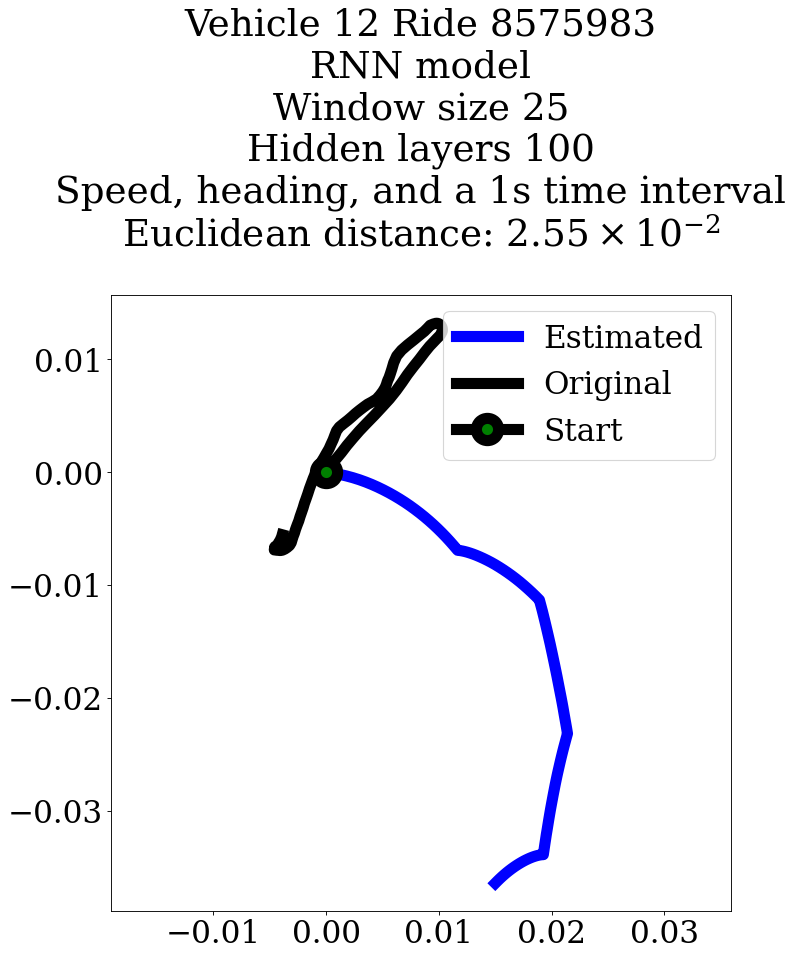 Vehicle 12 Ride 8575983
RNN model
Window size 25
Hidden layers 100
Speed, heading, and a 1s time interval
Euclidean distance: 2.55 × 10⁻²
Estimated
Original
Start
0.01
0.00
−0.01
−0.02
−0.03
−0.01 0.00 0.01 0.02 0.03